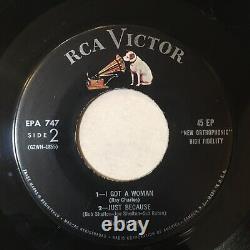 RCA VICTOR
EPA 747
SIDE 2
(G2WH-1855)
45 EP
"NEW ORTHOPHONIC"
HIGH FIDELITY
1—I GOT A WOMAN
(Ray Charles)
2—JUST BECAUSE
(Bob Shelton-Joe Shelton-Sid Robin)